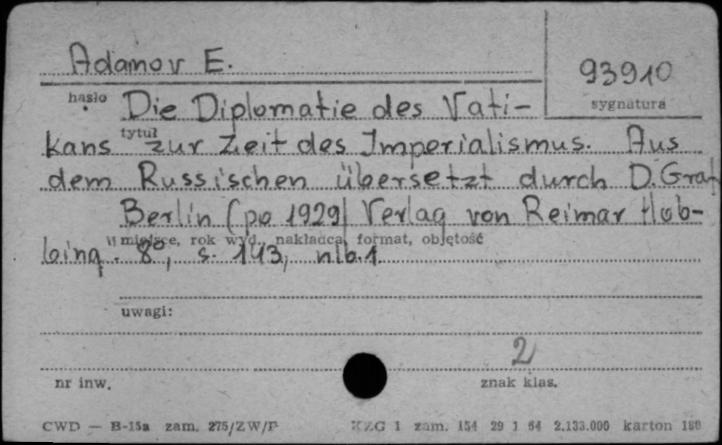 Adamov E.
93910
hasło
sygnatura
Die Diplomatie des Vati-
tytuł
kans zur Zeit des Imperialismus. Aus
dem Russischen übersetzt durch D. Graf
Berlin (po 1929) Verlag von Reimar Hob-
miejsce, rok wyd., nakładca, format, objętość
bing. 8°, s. 143, nlb. 1
uwagi:
2
nr inw.
znak klas.
CWD — B-15a zam. 275/ZW/P KZG 1 zam. 154 29 1 64 2.133.000 karton